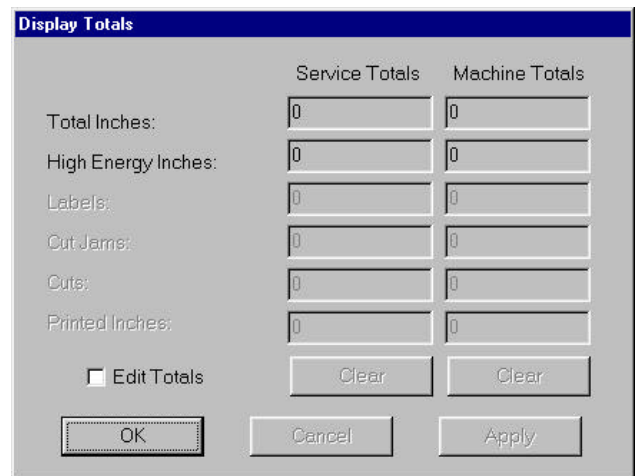 Display Totals
Service Totals Machine Totals
Total Inches: 0 0
High Energy Inches: 0 0
Labels: 0 0
Cut Jams: 0 0
Cuts: 0 0
Printed Inches: 0 0
Edit Totals Clear Clear
OK Cancel Apply